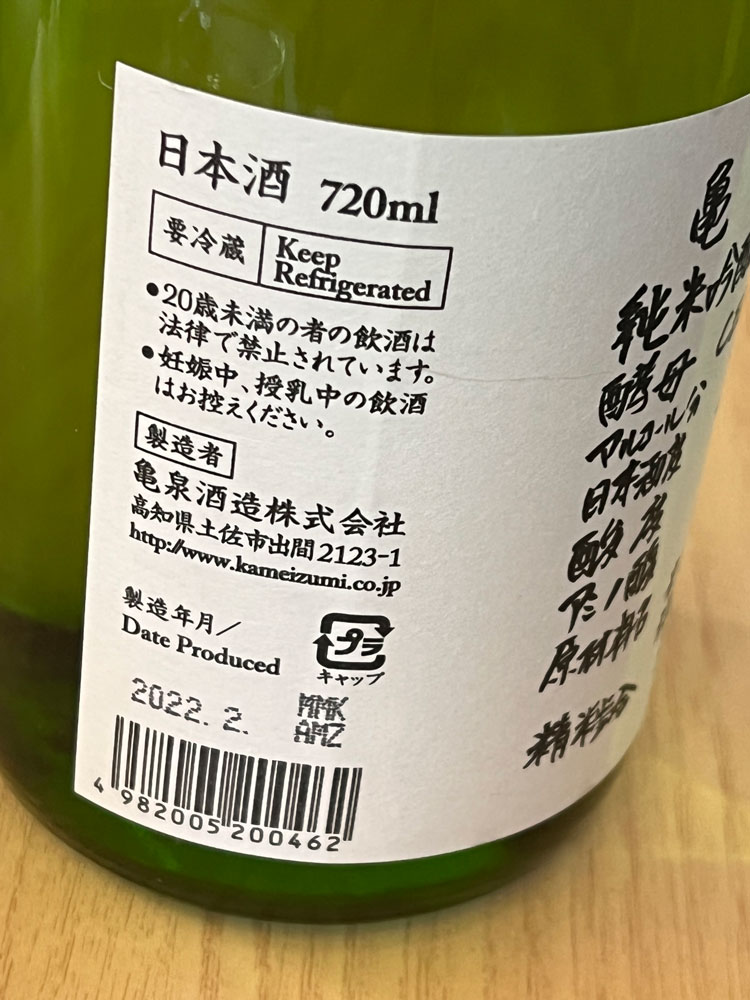 日本酒 720ml
要冷蔵 Keep Refrigerated
●20歳未満の者の飲酒は
法律で禁止されています。
●妊娠中、授乳中の飲酒
はお控えください。
製造者
亀泉酒造株式会社
高知県土佐市出間2123-1
http://www.kameizumi.co.jp
製造年月／
Date Produced
プラ
キャップ
2022. 2.
MMK
AMZ
4 982005 200462
亀
純米吟
酵母
アルコール分
日本酒度
酸度
アミノ酸
原材料名
精米歩合